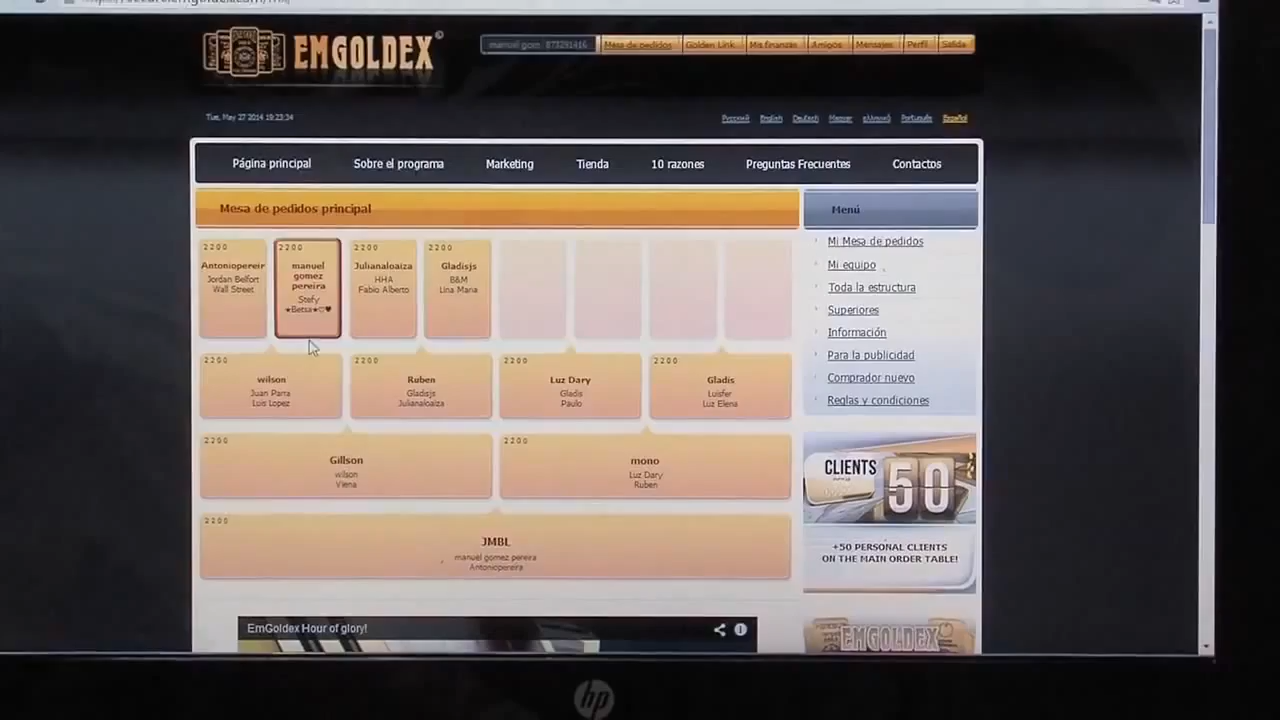 EMGOLDEX
manuel gom 673291416
Mesa de pedidos
Golden Link
Mis finanzas
Amigos
Mensajes
Perfil
Salida
Tue, May 27 2014 19:23:34
Русский
English
Deutsch
Magyar
Português
Español
Página principal
Sobre el programa
Marketing
Tienda
10 razones
Preguntas Frecuentes
Contactos
Mesa de pedidos principal
Menú
2200
Antoniopereir
Jordan Belfort
Wall Street
2200
manuel
gomez
pereira
Stefy
★Betsa★♡♥
2200
Julianaloaiza
HHA
Fabio Alberto
2200
Gladisjs
B&M
Lina Maria
Mi Mesa de pedidos
Mi equipo
Toda la estructura
Superiores
Información
Para la publicidad
Comprador nuevo
Reglas y condiciones
2200
wilson
Juan Parra
Luis Lopez
2200
Ruben
Gladisjs
Julianaloaiza
2200
Luz Dary
Gladis
Paulo
2200
Gladis
Luisfer
Luz Elena
2200
Gillson
wilson
Viena
2200
mono
Luz Dary
Ruben
CLIENTS
50
2200
JMBL
manuel gomez pereira
Antoniopereira
+50 PERSONAL CLIENTS
ON THE MAIN ORDER TABLE!
EmGoldex Hour of glory!
EMGOLDEX
hp